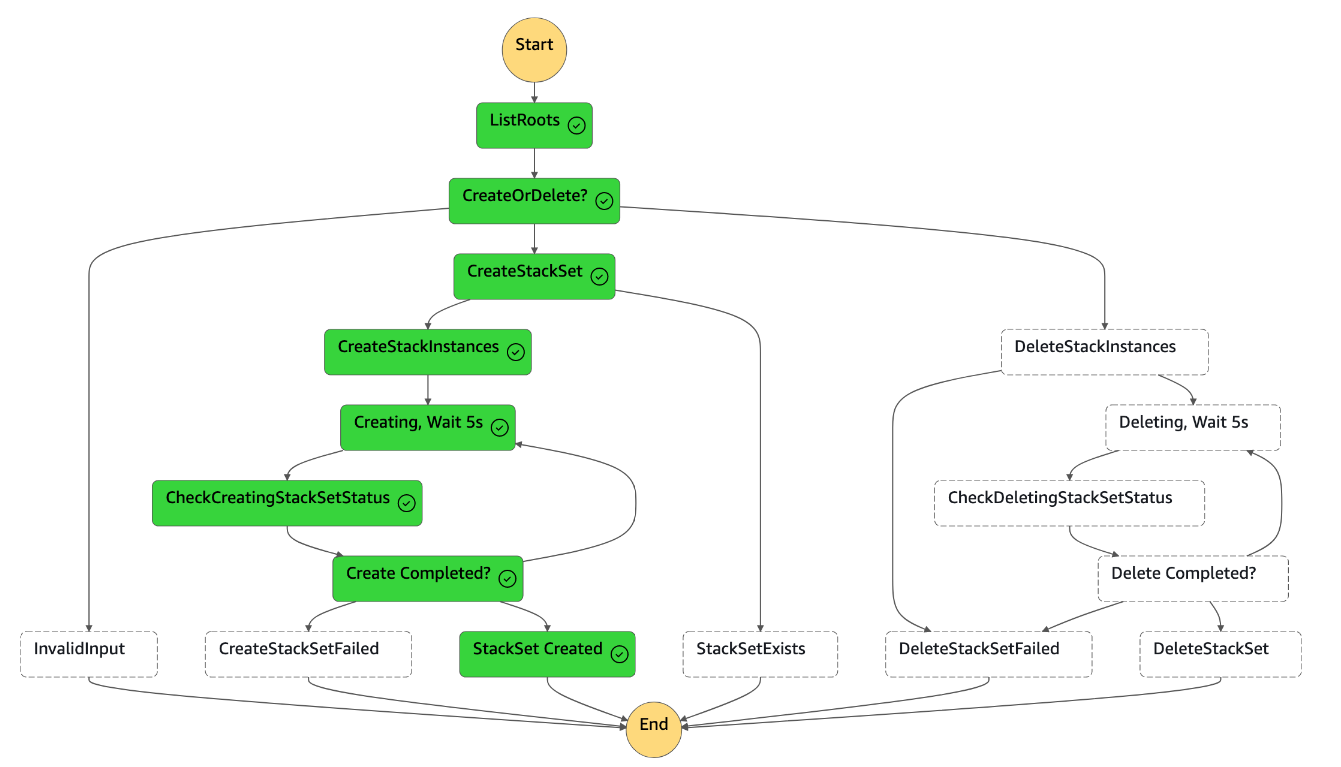 Start
ListRoots
CreateOrDelete?
CreateStackSet
CreateStackInstances
DeleteStackInstances
Creating, Wait 5s
Deleting, Wait 5s
CheckCreatingStackSetStatus
CheckDeletingStackSetStatus
Create Completed?
Delete Completed?
InvalidInput
CreateStackSetFailed
StackSet Created
StackSetExists
DeleteStackSetFailed
DeleteStackSet
End